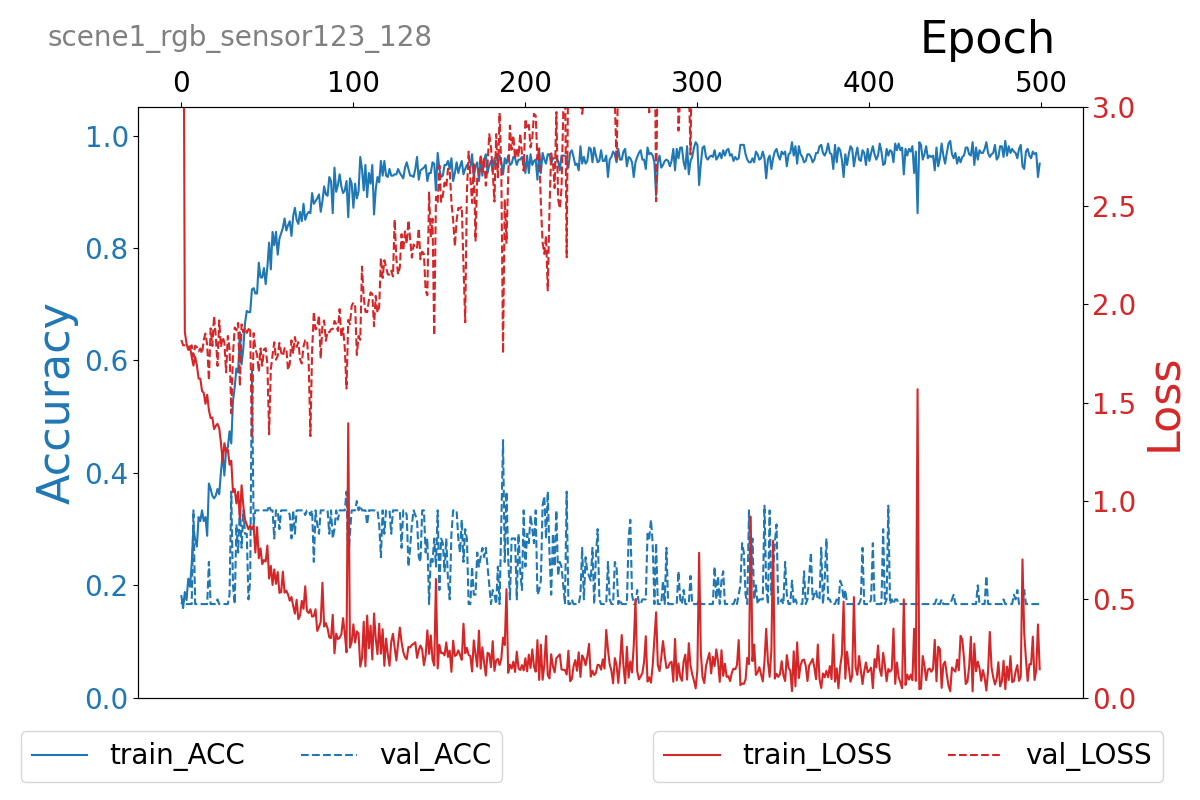 scene1_rgb_sensor123_128
Epoch
0 100 200 300 400 500
1.0 3.0
0.8 2.5
0.6 2.0
0.4 1.5
0.2 1.0
0.0 0.5
0.0
Accuracy
Loss
train_ACC val_ACC train_LOSS val_LOSS